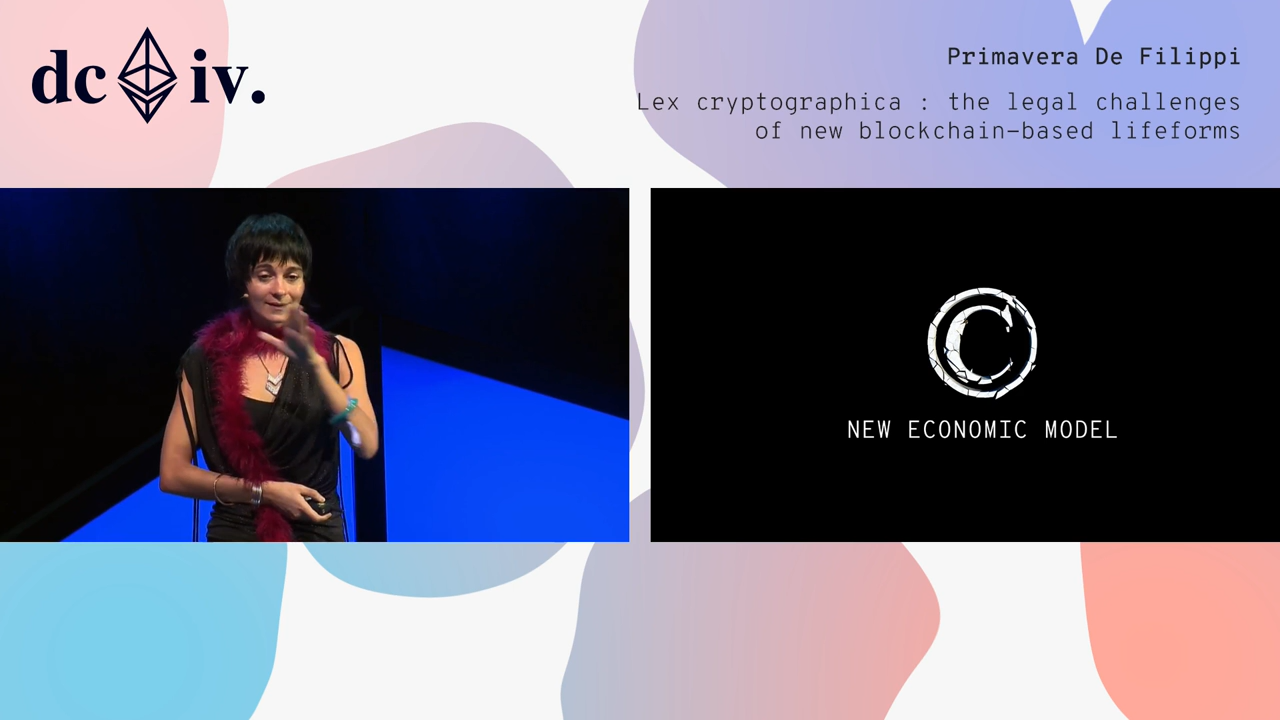 dc iv.
Primavera De Filippi
Lex cryptographica : the legal challenges
of new blockchain-based lifeforms
©
NEW ECONOMIC MODEL